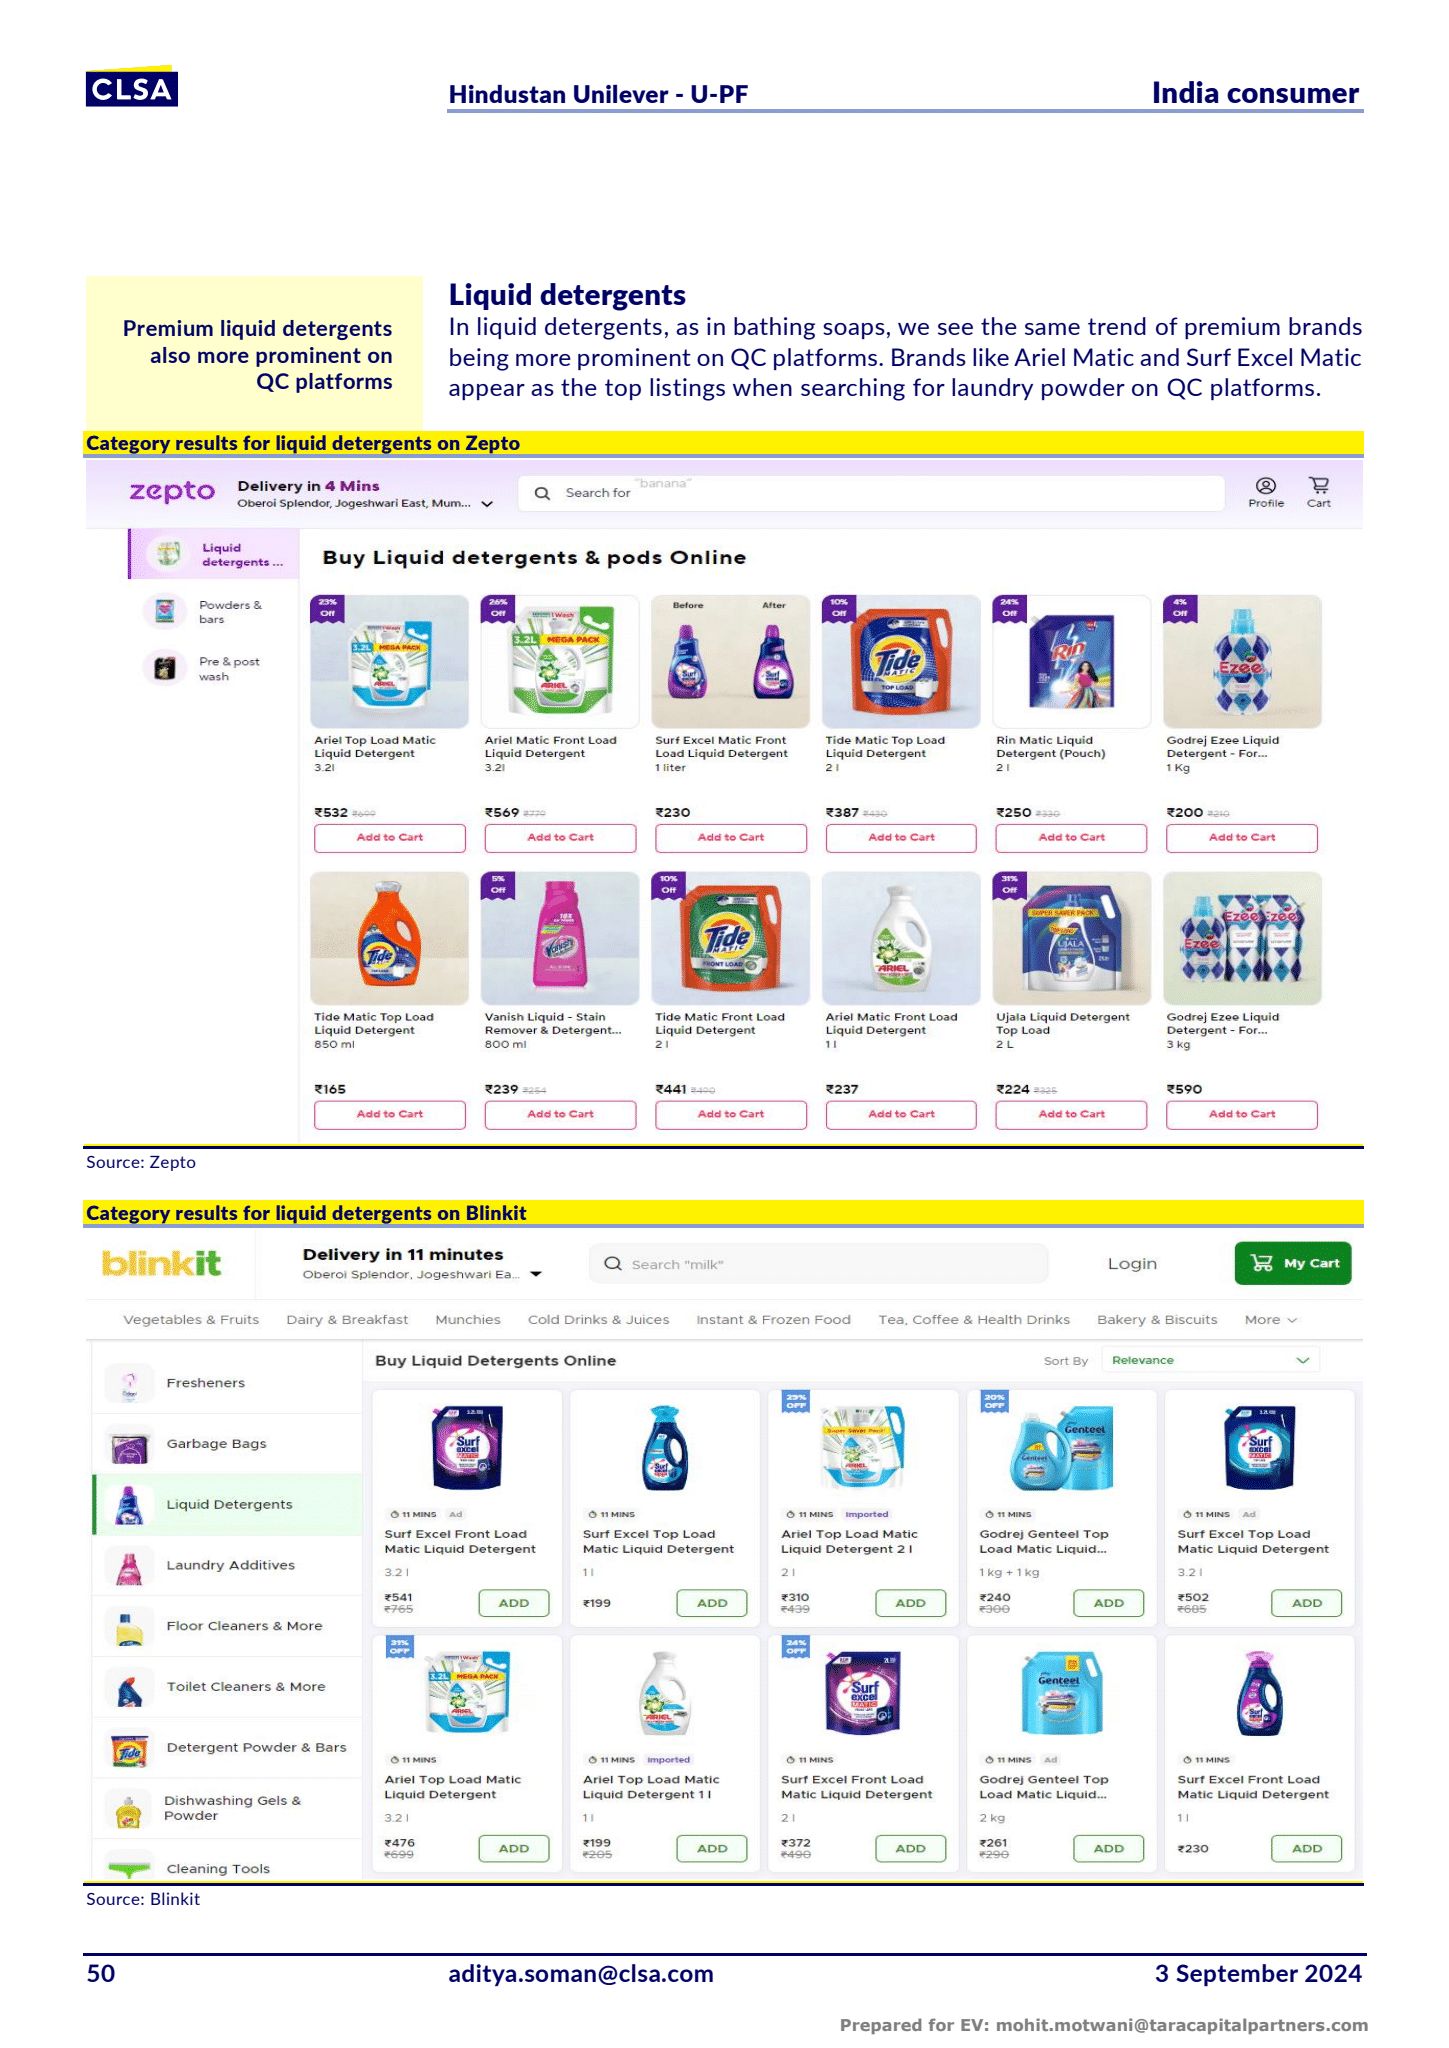 CLSA
Hindustan Unilever - U-PF
India consumer
Premium liquid detergents
also more prominent on
QC platforms
Liquid detergents
In liquid detergents, as in bathing soaps, we see the same trend of premium brands
being more prominent on QC platforms. Brands like Ariel Matic and Surf Excel Matic
appear as the top listings when searching for laundry powder on QC platforms.
Category results for liquid detergents on Zepto
zepto
Delivery in 4 Mins
Oberoi Splendor, Jogeshwari East, Mum...
Search for "banana"
Profile
Cart
Liquid
detergents ...
Powders &
bars
Pre & post
wash
Buy Liquid detergents & pods Online
23% Off
26% Off
Before After
10% Off
24% Off
4% Off
Ariel Top Load Matic
Liquid Detergent
3.2l
₹532 ₹699
Add to Cart
Ariel Matic Front Load
Liquid Detergent
3.2l
₹569 ₹779
Add to Cart
Surf Excel Matic Front
Load Liquid Detergent
1 liter
₹230
Add to Cart
Tide Matic Top Load
Liquid Detergent
2 l
₹387 ₹430
Add to Cart
Rin Matic Liquid
Detergent (Pouch)
2 l
₹250 ₹330
Add to Cart
Godrej Ezee Liquid
Detergent - For...
1 Kg
₹200 ₹210
Add to Cart
5% Off
10% Off
31% Off
Tide Matic Top Load
Liquid Detergent
850 ml
₹165
Add to Cart
Vanish Liquid - Stain
Remover & Detergent...
800 ml
₹239 ₹254
Add to Cart
Tide Matic Front Load
Liquid Detergent
2 l
₹441 ₹490
Add to Cart
Ariel Matic Front Load
Liquid Detergent
1 l
₹237
Add to Cart
Ujala Liquid Detergent
Top Load
2 L
₹224 ₹325
Add to Cart
Godrej Ezee Liquid
Detergent - For...
3 kg
₹590
Add to Cart
Source: Zepto
Category results for liquid detergents on Blinkit
blinkit
Delivery in 11 minutes
Oberoi Splendor, Jogeshwari Ea...
Search "milk"
Login
My Cart
Vegetables & Fruits
Dairy & Breakfast
Munchies
Cold Drinks & Juices
Instant & Frozen Food
Tea, Coffee & Health Drinks
Bakery & Biscuits
More
Fresheners
Garbage Bags
Liquid Detergents
Laundry Additives
Floor Cleaners & More
Toilet Cleaners & More
Detergent Powder & Bars
Dishwashing Gels &
Powder
Cleaning Tools
Buy Liquid Detergents Online
Sort By
Relevance
11 MINS Ad
Surf Excel Front Load
Matic Liquid Detergent
3.2 l
₹541
₹765
ADD
11 MINS
Surf Excel Top Load
Matic Liquid Detergent
1 l
₹199
ADD
29% OFF
11 MINS Imported
Ariel Top Load Matic
Liquid Detergent 2 l
2 l
₹310
₹439
ADD
20% OFF
11 MINS
Godrej Genteel Top
Load Matic Liquid...
1 kg + 1 kg
₹240
₹300
ADD
11 MINS Ad
Surf Excel Top Load
Matic Liquid Detergent
3.2 l
₹502
₹685
ADD
31% OFF
11 MINS
Ariel Top Load Matic
Liquid Detergent
3.2 l
₹476
₹699
ADD
11 MINS Imported
Ariel Top Load Matic
Liquid Detergent 1 l
1 l
₹199
₹205
ADD
24% OFF
11 MINS
Surf Excel Front Load
Matic Liquid Detergent
2 l
₹372
₹490
ADD
11 MINS Ad
Godrej Genteel Top
Load Matic Liquid...
2 kg
₹261
₹290
ADD
11 MINS
Surf Excel Front Load
Matic Liquid Detergent
1 l
₹230
ADD
Source: Blinkit
50
aditya.soman@clsa.com
3 September 2024
Prepared for EV: mohit.motwani@taracapitalpartners.com